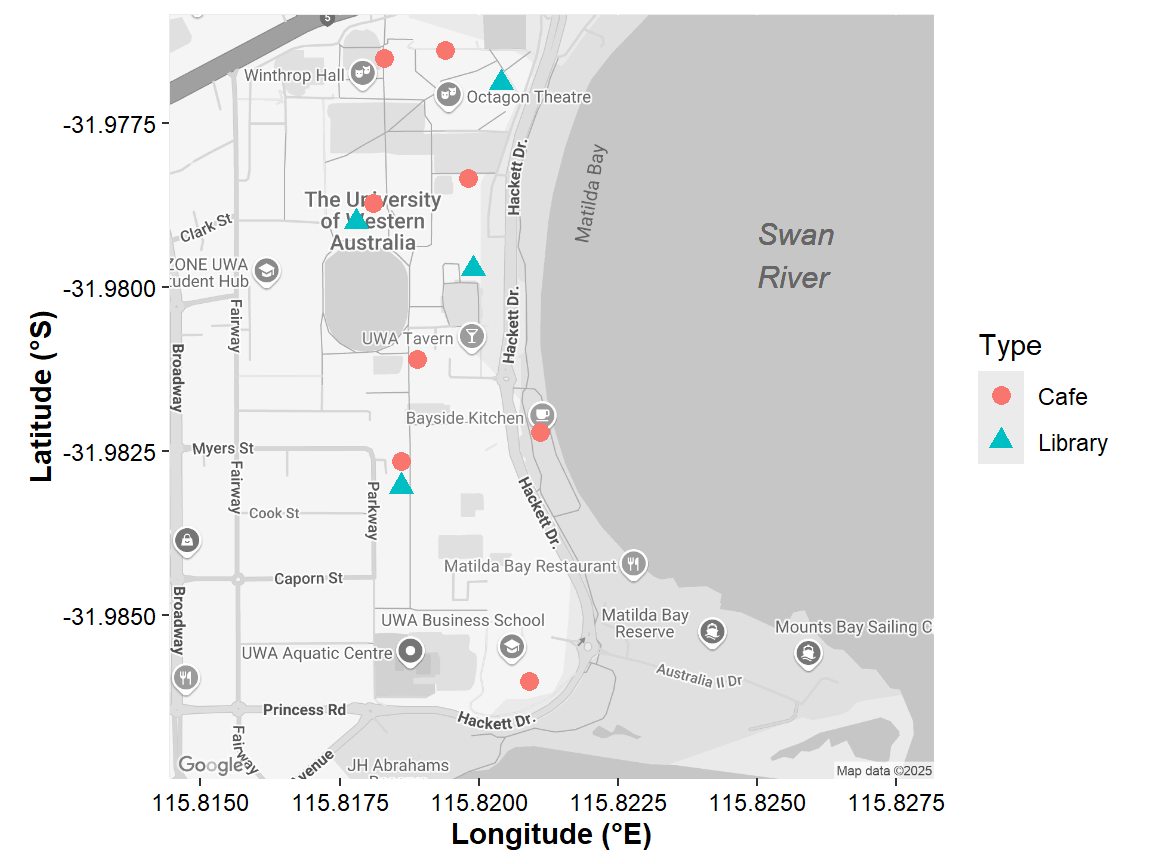 5
Winthrop Hall
Octagon Theatre
-31.9775
Hackett Dr.
Matilda Bay
The University
of Western
Australia
Clark St
Swan
River
ZONE UWA
tudent Hub
-31.9800
Fairway
Hackett Dr.
UWA Tavern
Broadway
Bayside Kitchen
Latitude (°S)
Type
Cafe
Library
-31.9825
Myers St
Fairway
Parkway
Cook St
Hackett Dr.
Matilda Bay Restaurant
Caporn St
Broadway
-31.9850
UWA Business School
Matilda Bay
Reserve
Mounts Bay Sailing C
UWA Aquatic Centre
Australia II Dr
Princess Rd
Hackett Dr.
Fairway
venue
JH Abrahams
Google
Map data ©2025
115.8150
115.8175
115.8200
115.8225
115.8250
115.8275
Longitude (°E)